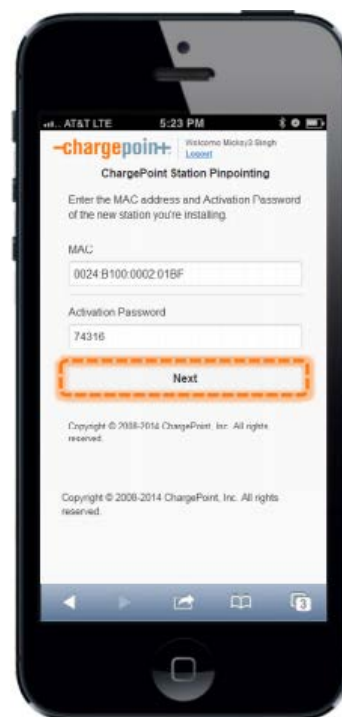 AT&T LTE 5:23 PM
-chargepoin+. Welcome Mickey3 Singh
Logout
ChargePoint Station Pinpointing
Enter the MAC address and Activation Password
of the new station you're installing.
MAC
0024:B100:0002:01BF
Activation Password
74316
Next
Copyright © 2008-2014 ChargePoint, Inc. All rights
reserved.
Copyright © 2008-2014 ChargePoint, Inc. All rights
reserved.
3